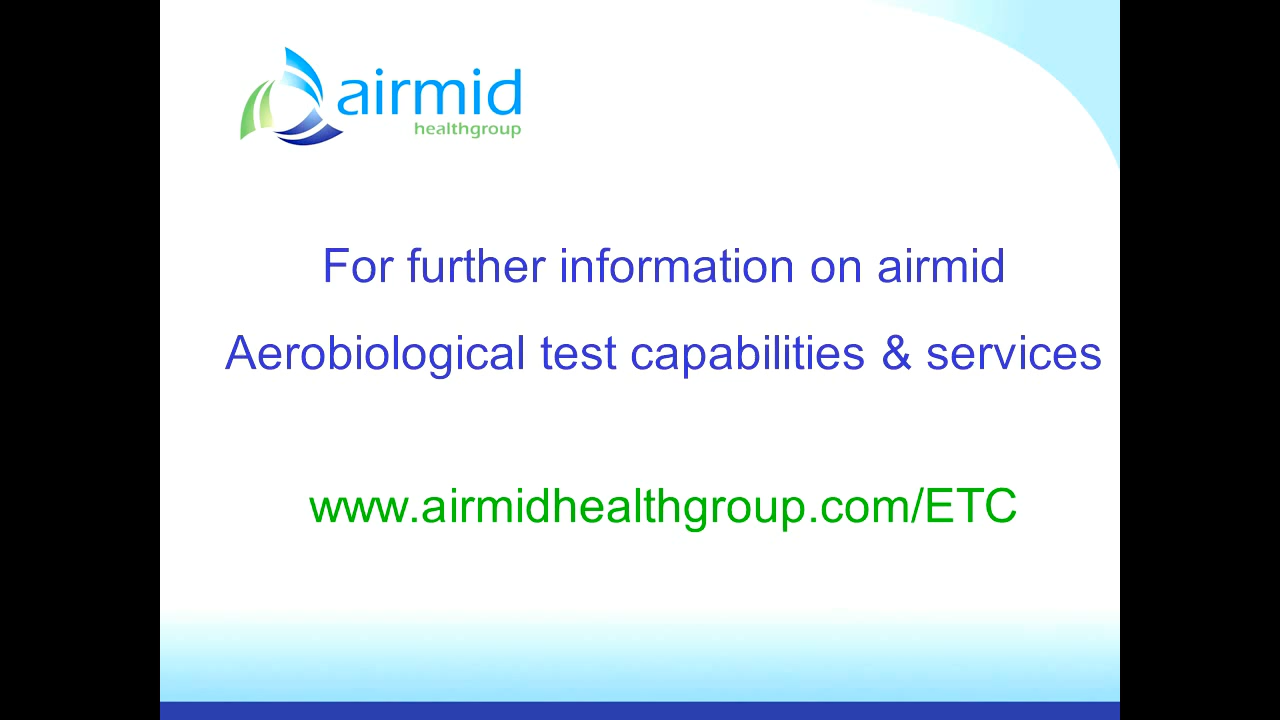 airmid
healthgroup
For further information on airmid
Aerobiological test capabilities & services
www.airmidhealthgroup.com/ETC